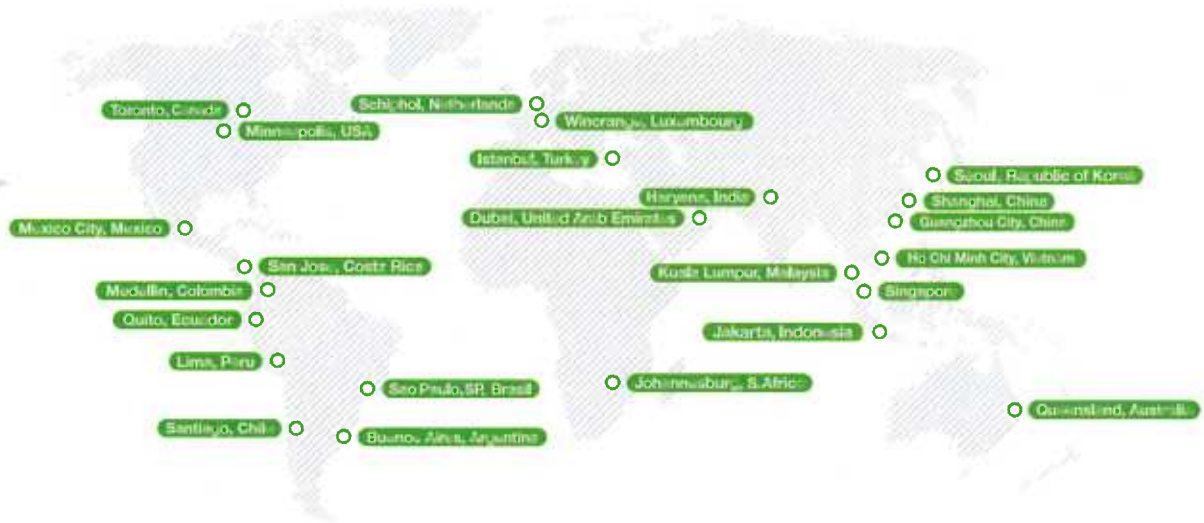 Toronto, Canada
Schiphol, Netherlands
Wincrange, Luxembourg
Minneapolis, USA
Istanbul, Turkey
Seoul, Republic of Korea
Haryana, India
Shanghai, China
Dubai, United Arab Emirates
Guangzhou City, China
Mexico City, Mexico
Ho Chi Minh City, Vietnam
San Jose, Costa Rica
Kuala Lumpur, Malaysia
Medellin, Colombia
Singapore
Quito, Ecuador
Jakarta, Indonesia
Lima, Peru
Johannesburg, S.Africa
Sao Paulo,SP, Brasil
Queensland, Australia
Santiago, Chile
Buenos Aires, Argentina